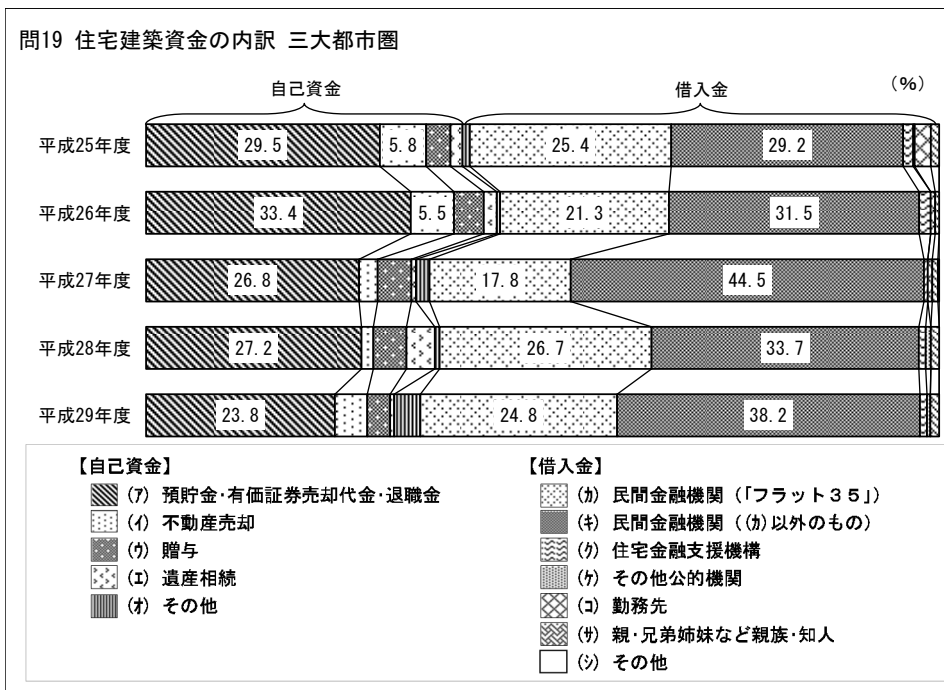 問19 住宅建築資金の内訳 三大都市圏
自己資金 借入金 (%)
平成25年度 29.5 5.8 25.4 29.2
平成26年度 33.4 5.5 21.3 31.5
平成27年度 26.8 17.8 44.5
平成28年度 27.2 26.7 33.7
平成29年度 23.8 24.8 38.2
【自己資金】
(ｱ) 預貯金･有価証券売却代金･退職金
(ｲ) 不動産売却
(ｳ) 贈与
(ｴ) 遺産相続
(ｵ) その他
【借入金】
(ｶ) 民間金融機関（「フラット３５」）
(ｷ) 民間金融機関（(ｶ)以外のもの）
(ｸ) 住宅金融支援機構
(ｹ) その他公的機関
(ｺ) 勤務先
(ｻ) 親･兄弟姉妹など親族･知人
(ｼ) その他